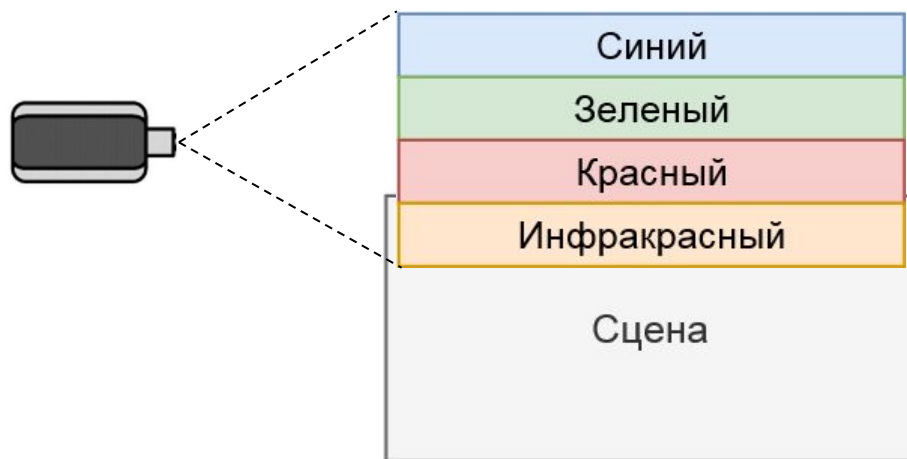 Синий
Зеленый
Красный
Инфракрасный
Сцена